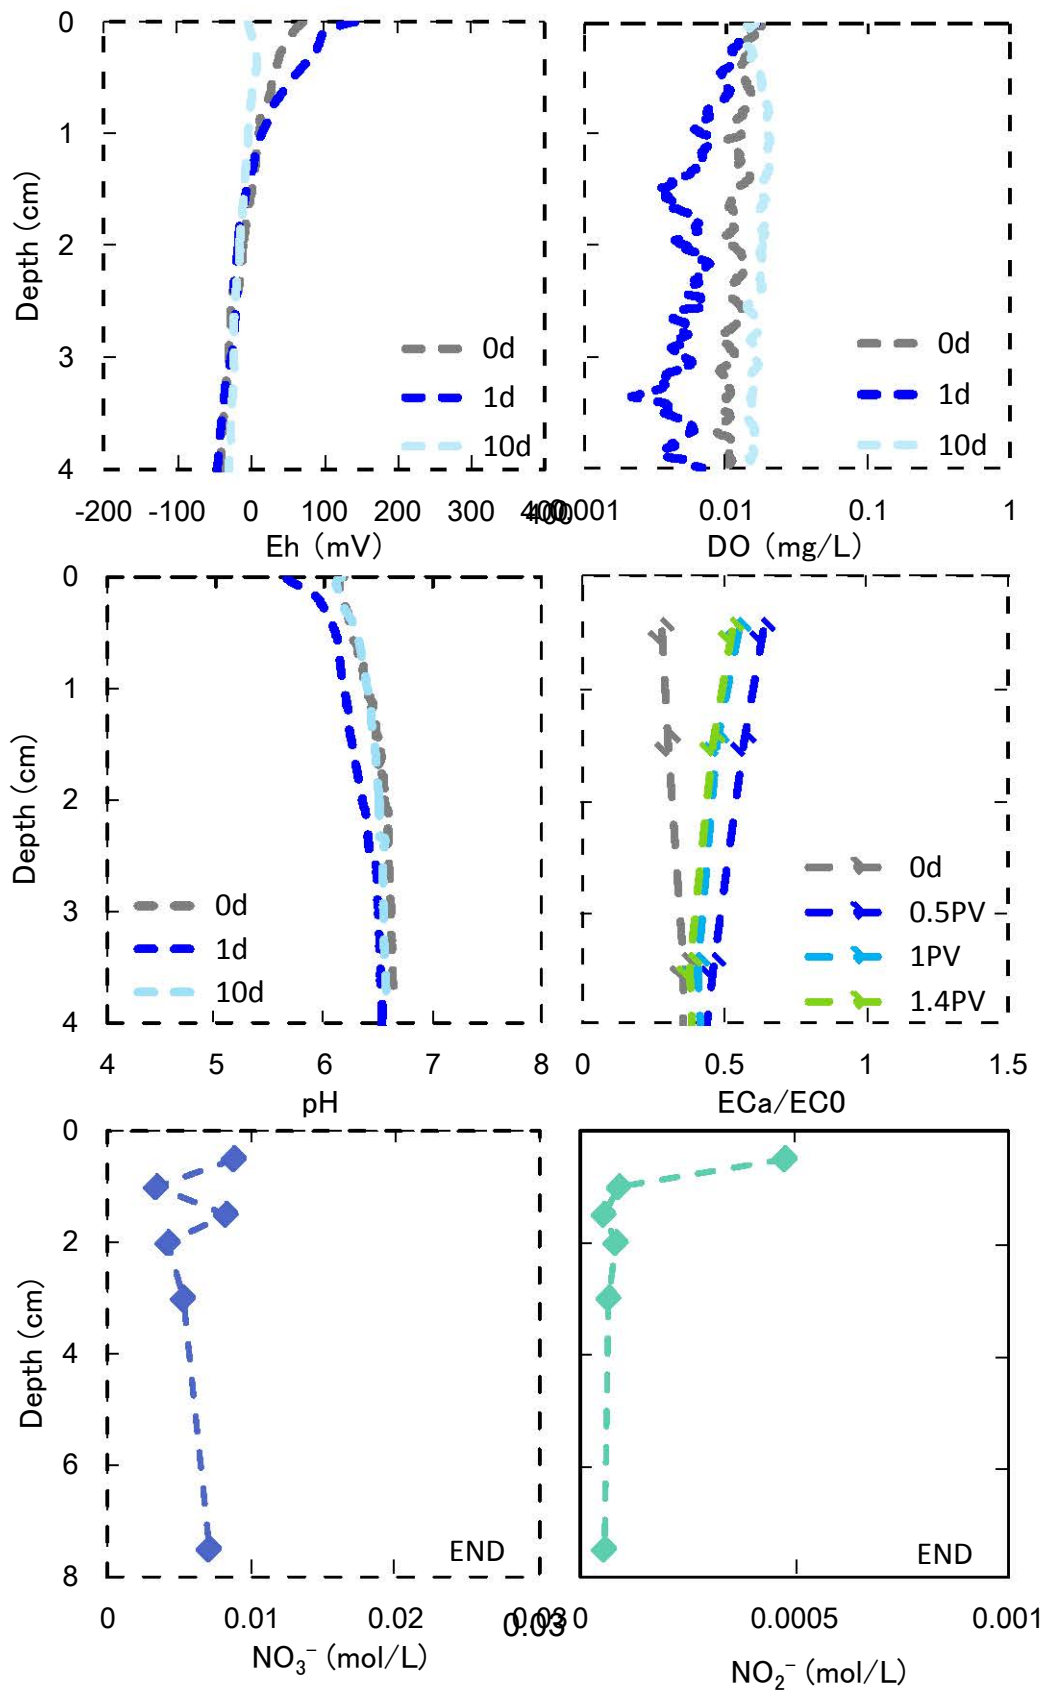 0
1
2
3
4
Depth (cm)
0d
1d
10d
-200 -100 0 100 200 300 400
Eh (mV)
0d
1d
10d
0.001 0.01 0.1 1
DO (mg/L)
0
1
2
3
4
Depth (cm)
0d
1d
10d
4 5 6 7 8
pH
0d
0.5PV
1PV
1.4PV
0 0.5 1 1.5
ECa/EC0
0
2
4
6
8
Depth (cm)
END
0 0.01 0.02 0.03
NO₃⁻ (mol/L)
END
0 0.0005 0.001
NO₂⁻ (mol/L)